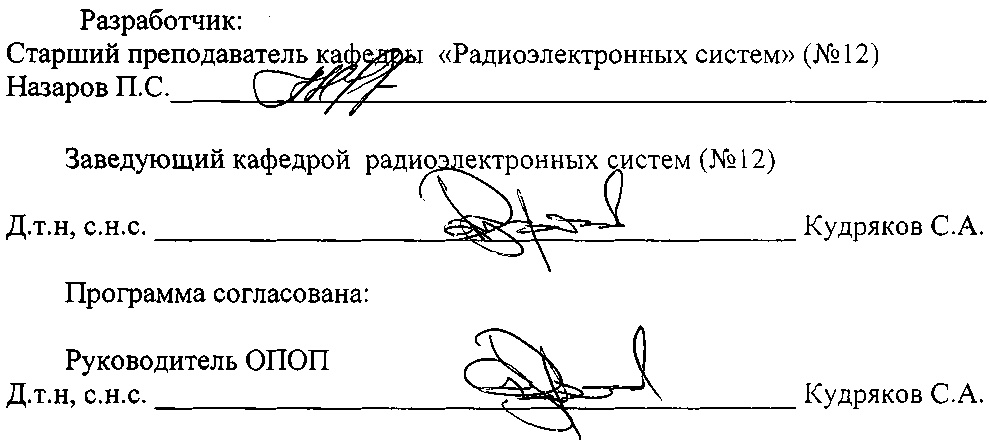 Разработчик:
Старший преподаватель кафедры «Радиоэлектронных систем» (№12)
Назаров П.С.
Заведующий кафедрой радиоэлектронных систем (№12)
Д.т.н, с.н.с. Кудряков С.А.
Программа согласована:
Руководитель ОПОП
Д.т.н, с.н.с. Кудряков С.А.